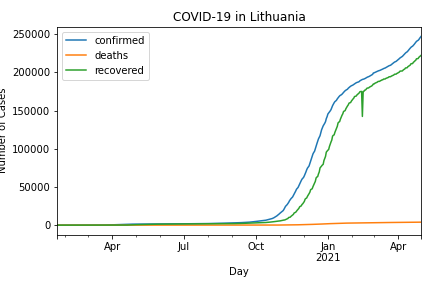 COVID-19 in Lithuania
250000
200000
150000
100000
50000
0
Number of Cases
confirmed
deaths
recovered
Apr
Jul
Oct
Jan
2021
Apr
Day